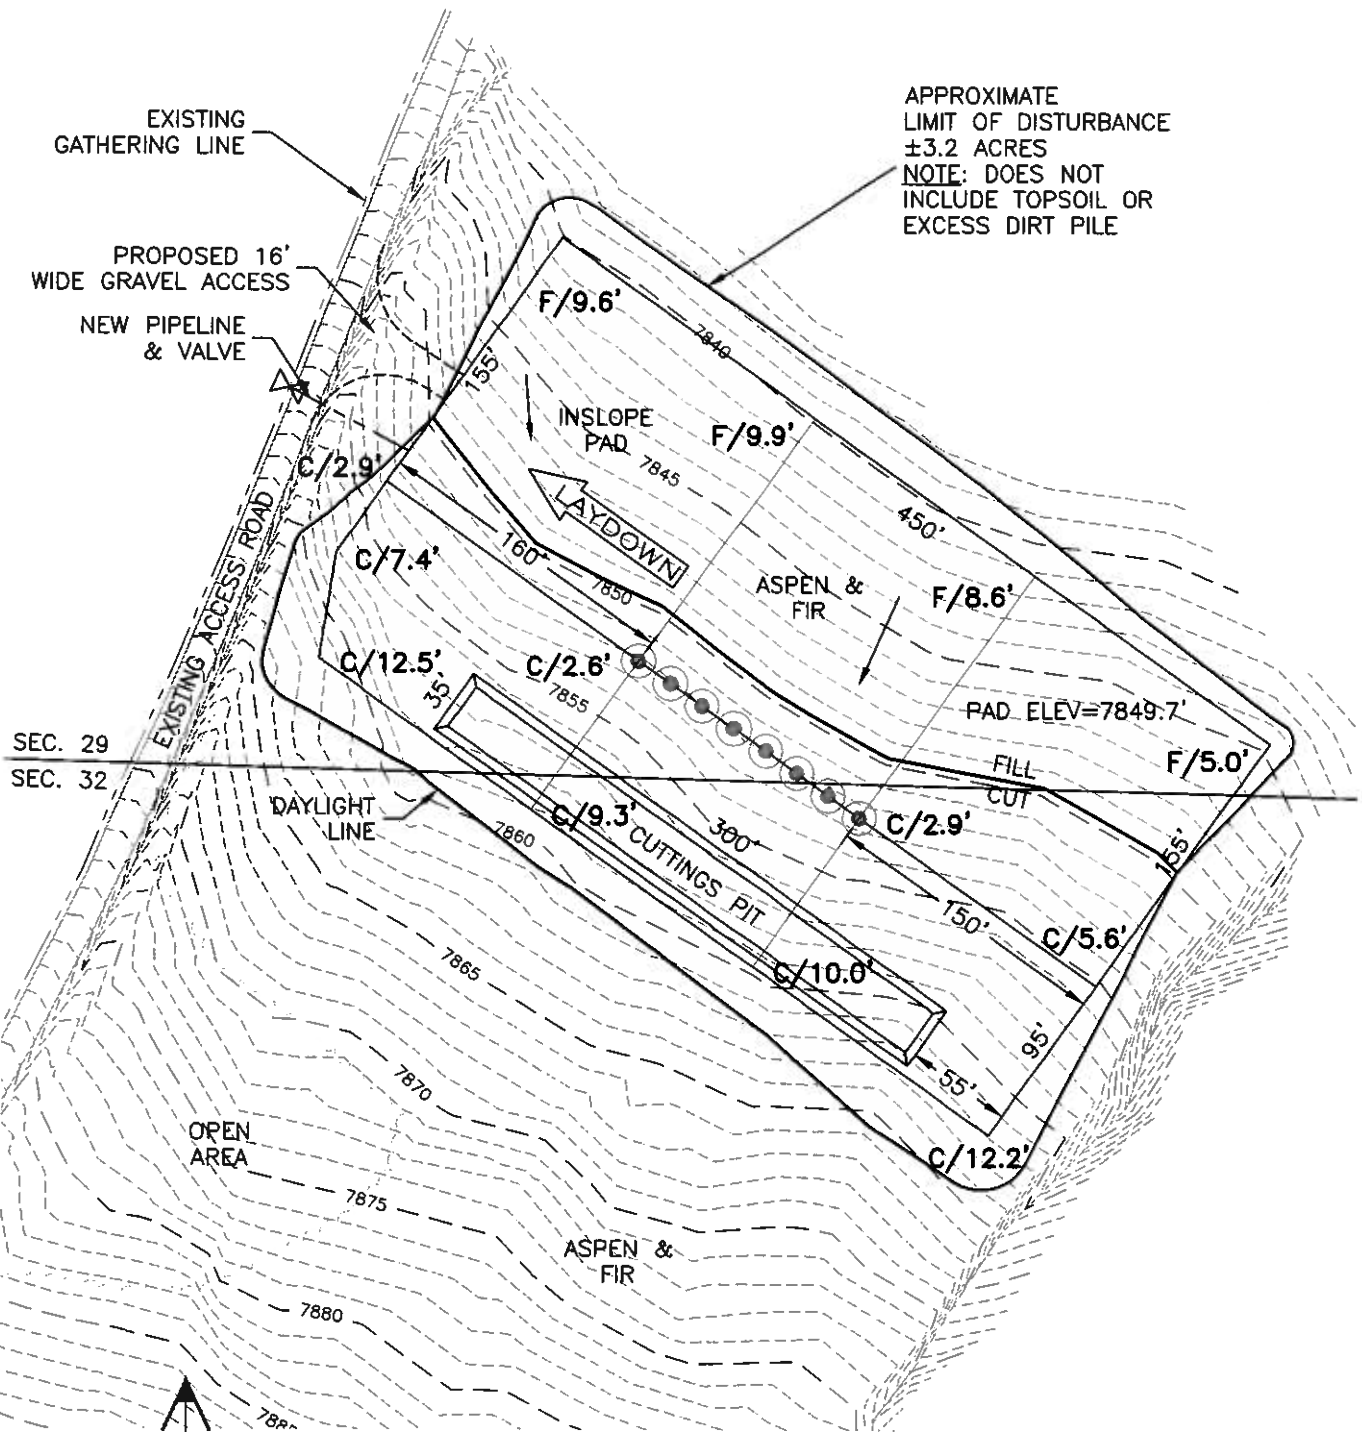 EXISTING
GATHERING LINE
PROPOSED 16'
WIDE GRAVEL ACCESS
NEW PIPELINE
& VALVE
APPROXIMATE
LIMIT OF DISTURBANCE
±3.2 ACRES
NOTE: DOES NOT
INCLUDE TOPSOIL OR
EXCESS DIRT PILE
F/9.6'
7840
155'
INSLOPE
PAD
F/9.9'
7845
C/2.9'
LAYDOWN
450'
160'
C/7.4'
7850
ASPEN &
FIR
F/8.6'
EXISTING ACCESS ROAD
C/12.5'
35'
C/2.6'
7855
PAD ELEV=7849.7'
F/5.0'
SEC. 29
SEC. 32
FILL
CUT
DAYLIGHT
LINE
C/9.3'
7860
300'
CUTTINGS PIT
C/2.9'
155'
150'
C/5.6'
7865
C/10.0'
95'
55'
7870
OPEN
AREA
C/12.2'
7875
ASPEN &
FIR
7880